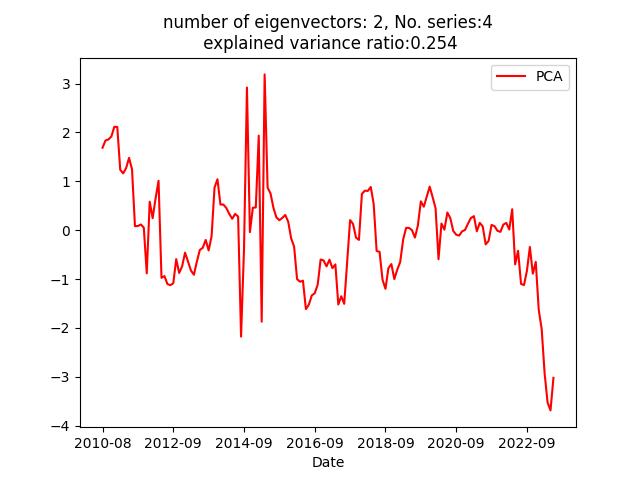 number of eigenvectors: 2, No. series:4
explained variance ratio:0.254
PCA
3
2
1
0
−1
−2
−3
−4
2010-08 2012-09 2014-09 2016-09 2018-09 2020-09 2022-09
Date